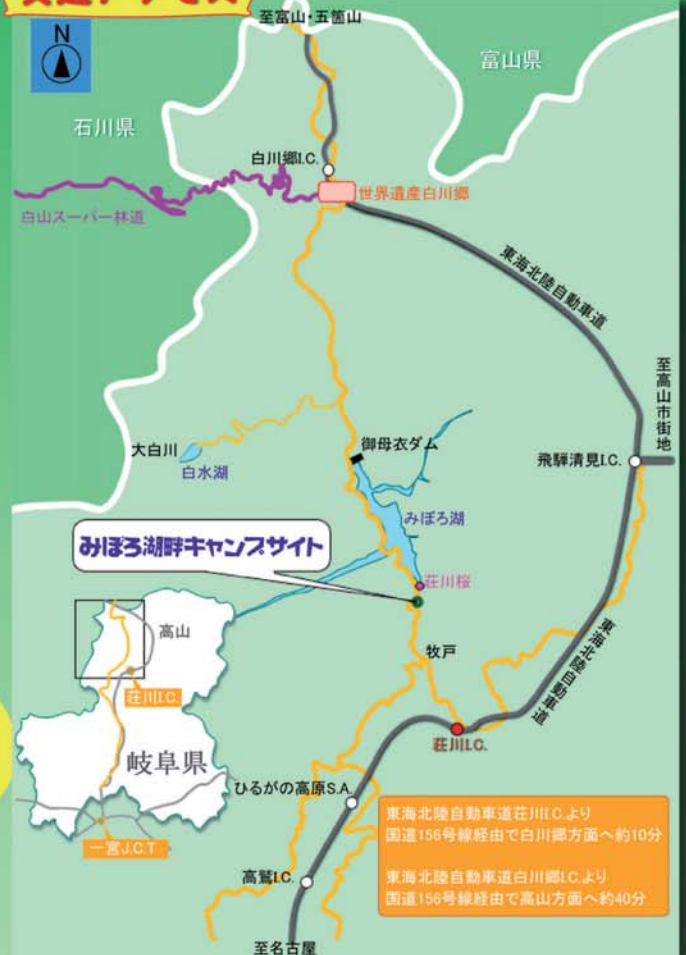 至富山・五箇山
N
富山県
石川県
白川郷I.C.
世界遺産白川郷
白山スーパー林道
東海北陸自動車道
至高山市街地
大白川
白水湖
御母衣ダム
飛騨清見I.C.
みぼろ湖
みぼろ湖畔キャンプサイト
荘川桜
高山
牧戸
東海北陸自動車道
荘川I.C.
荘川I.C.
岐阜県
ひるがの高原S.A.
一宮J.C.T
東海北陸自動車道荘川I.C.より
国道156号線経由で白川郷方面へ約10分
東海北陸自動車道白川郷I.C.より
国道156号線経由で高山方面へ約40分
高鷲I.C.
至名古屋